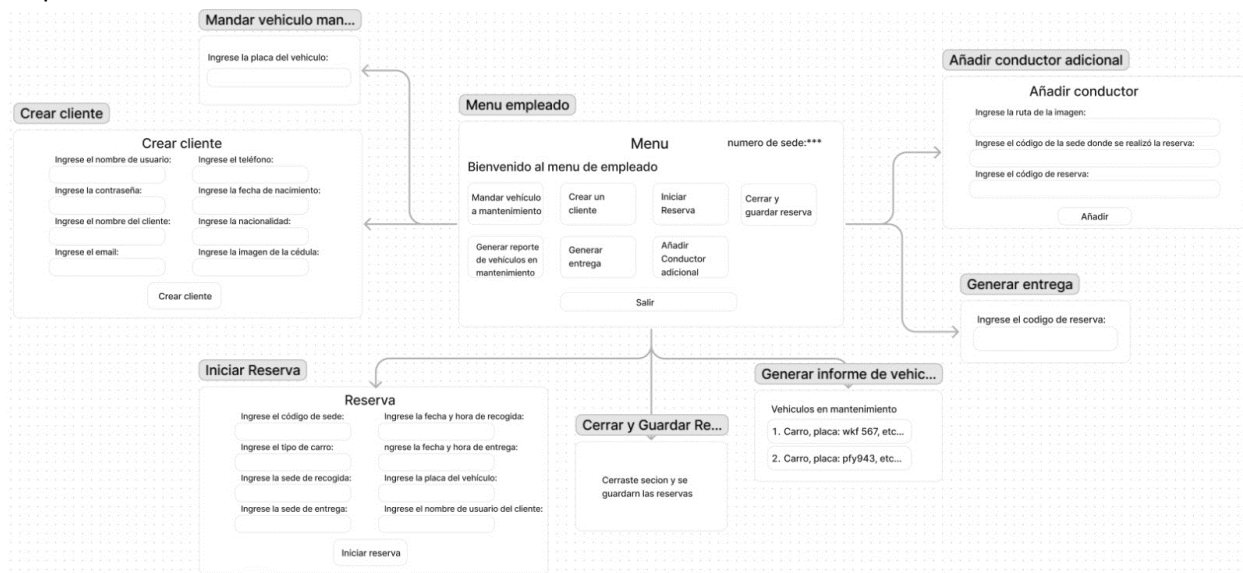 Mandar vehiculo man...
Ingrese la placa del vehiculo:
Crear cliente
Crear cliente
Ingrese el nombre de usuario:
Ingrese el teléfono:
Ingrese la contraseña:
Ingrese la fecha de nacimiento:
Ingrese el nombre del cliente:
Ingrese la nacionalidad:
Ingrese el email:
Ingrese la imagen de la cédula:
Crear cliente
Menu empleado
Menu
numero de sede:***
Bienvenido al menu de empleado
Mandar vehículo
a mantenimiento
Crear un
cliente
Iniciar
Reserva
Cerrar y
guardar reserva
Generar reporte
de vehículos en
mantenimiento
Generar
entrega
Añadir
Conductor
adicional
Salir
Añadir conductor adicional
Añadir conductor
Ingrese la ruta de la imagen:
Ingrese el código de la sede donde se realizó la reserva:
Ingrese el código de reserva:
Añadir
Generar entrega
Ingrese el codigo de reserva:
Iniciar Reserva
Reserva
Ingrese el código de sede:
Ingrese la fecha y hora de recogida:
Ingrese el tipo de carro:
ngrese la fecha y hora de entrega:
Ingrese la sede de recogida:
Ingrese la placa del vehículo:
Ingrese la sede de entrega:
Ingrese el nombre de usuario del cliente:
Iniciar reserva
Cerrar y Guardar Re...
Cerraste secion y se
guardarn las reservas
Generar informe de vehic...
Vehiculos en mantenimiento
1. Carro, placa: wkf 567, etc...
2. Carro, placa: pfy943, etc...